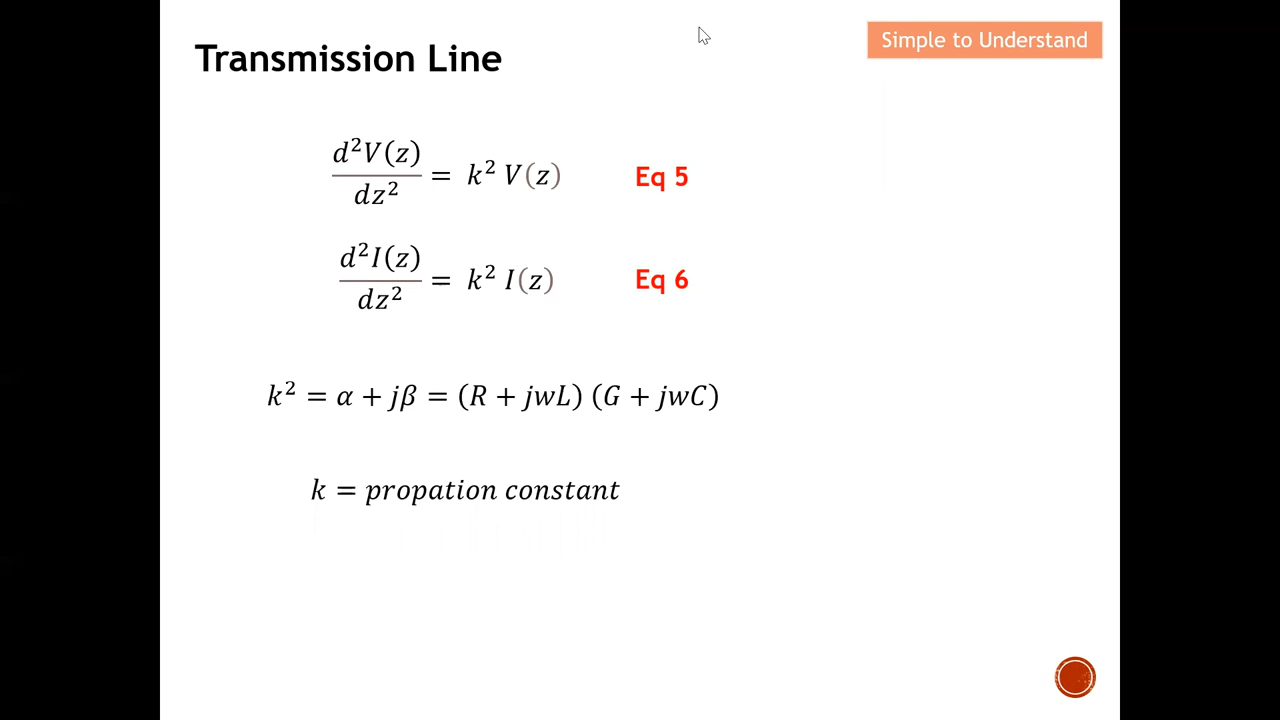 Transmission Line
Simple to Understand
d²V(z)/dz² = k² V(z) Eq 5
d²I(z)/dz² = k² I(z) Eq 6
k² = α + jβ = (R + jwL) (G + jwC)
k = propation constant